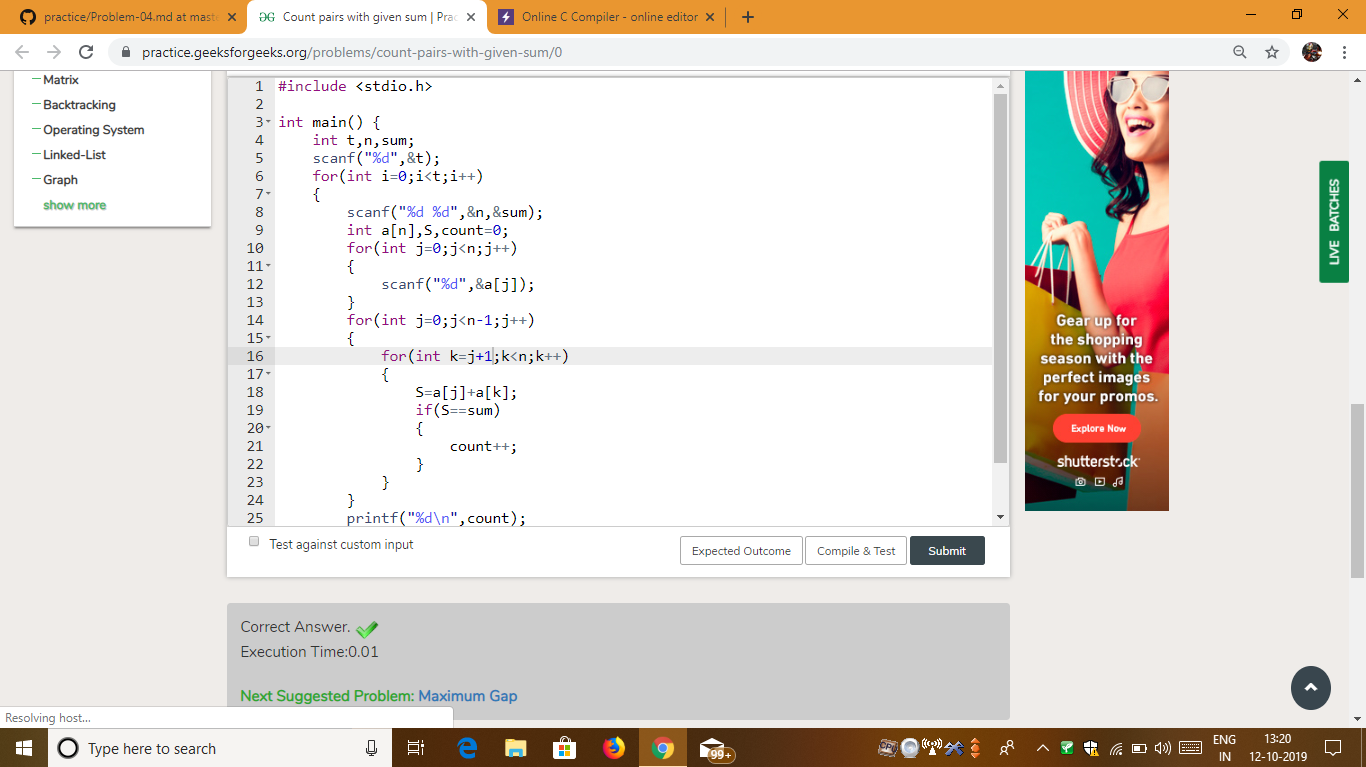 practice/Problem-04.md at mast
Count pairs with given sum | Prac
Online C Compiler - online editor
practice.geeksforgeeks.org/problems/count-pairs-with-given-sum/0
Matrix
Backtracking
Operating System
Linked-List
Graph
show more
1 #include <stdio.h>
2
3 int main() {
4 int t,n,sum;
5 scanf("%d",&t);
6 for(int i=0;i<t;i++)
7 {
8 scanf("%d %d",&n,&sum);
9 int a[n],S,count=0;
10 for(int j=0;j<n;j++)
11 {
12 scanf("%d",&a[j]);
13 }
14 for(int j=0;j<n-1;j++)
15 {
16 for(int k=j+1;k<n;k++)
17 {
18 S=a[j]+a[k];
19 if(S==sum)
20 {
21 count++;
22 }
23 }
24 }
25 printf("%d\n",count);
Test against custom input
Expected Outcome
Compile & Test
Submit
Correct Answer.
Execution Time:0.01
Next Suggested Problem: Maximum Gap
LIVE BATCHES
Gear up for
the shopping
season with the
perfect images
for your promos.
Explore Now
shutterstock
Resolving host...
Type here to search
99+
ENG
IN
13:20
12-10-2019